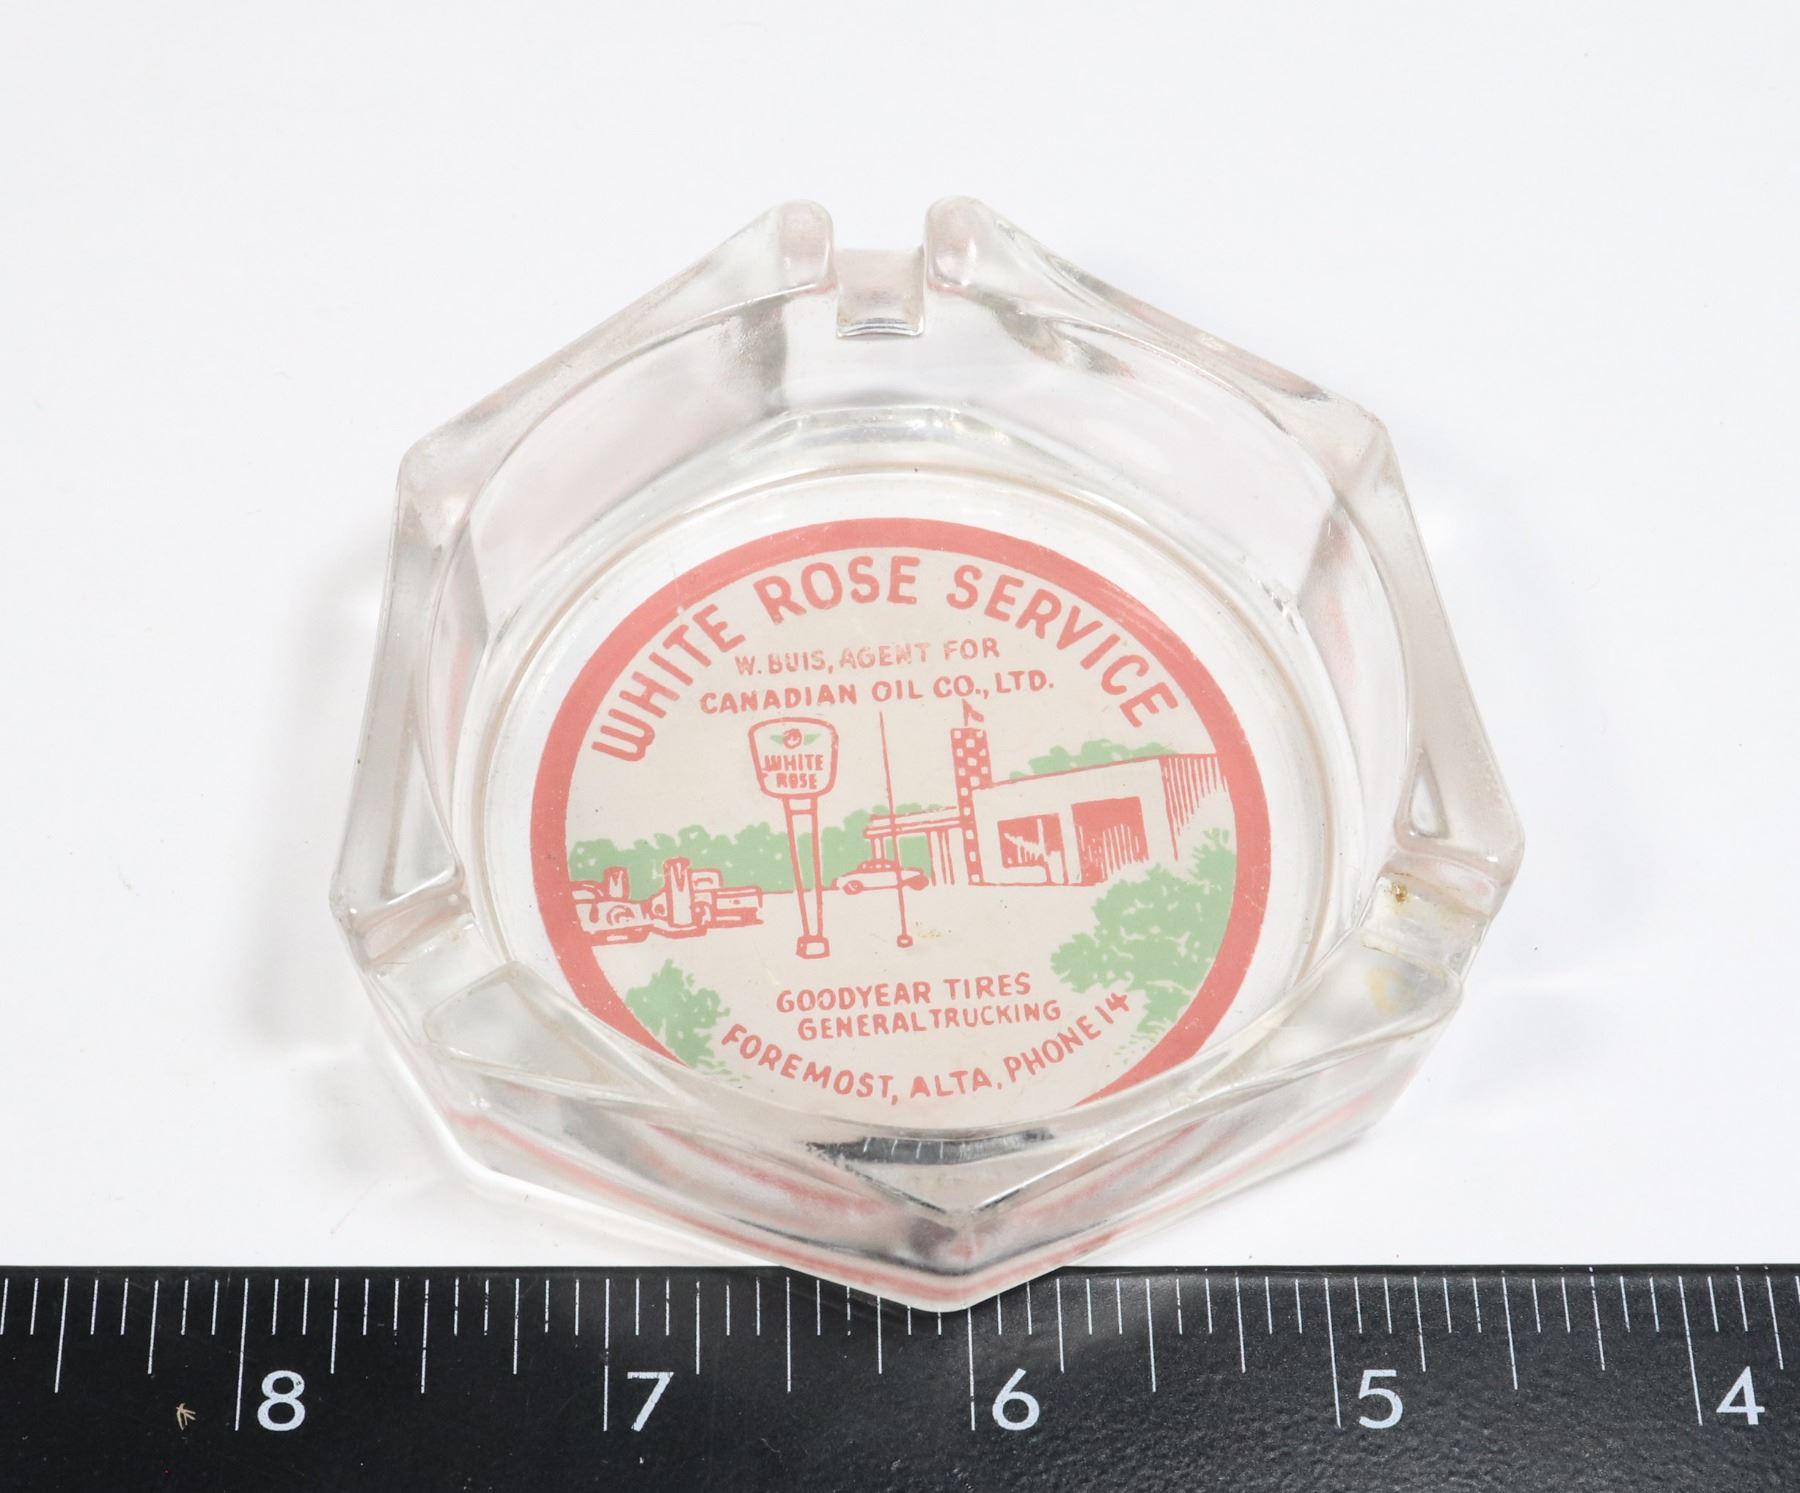 WHITE ROSE SERVICE
W. BUIS, AGENT FOR
CANADIAN OIL CO., LTD.
WHITE
ROSE
GOODYEAR TIRES
GENERAL TRUCKING
FOREMOST, ALTA, PHONE 14
8 7 6 5 4